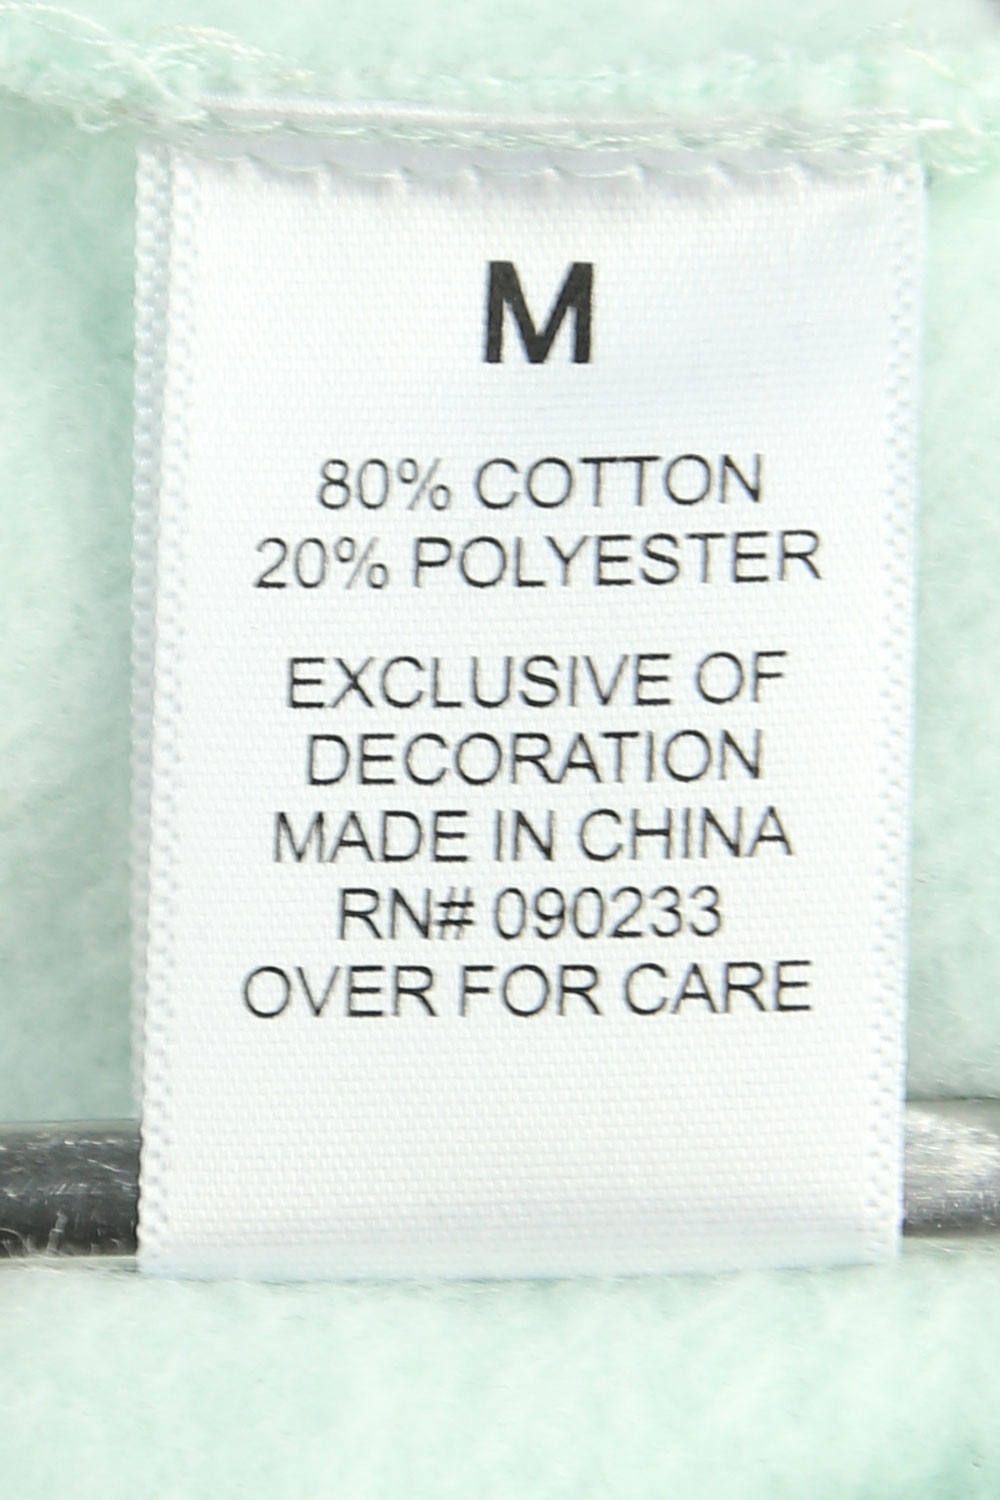 M
80% COTTON
20% POLYESTER
EXCLUSIVE OF
DECORATION
MADE IN CHINA
RN# 090233
OVER FOR CARE